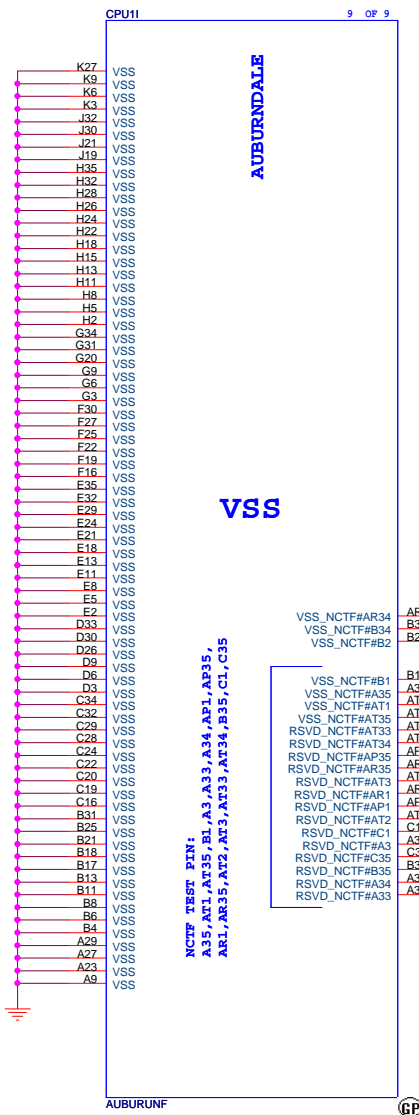 CPU1I
9 OF 9
AUBURNDALE
K27 VSS
K9 VSS
K6 VSS
K3 VSS
J32 VSS
J30 VSS
J21 VSS
J19 VSS
H35 VSS
H32 VSS
H28 VSS
H26 VSS
H24 VSS
H22 VSS
H18 VSS
H15 VSS
H13 VSS
H11 VSS
H8 VSS
H5 VSS
H2 VSS
G34 VSS
G31 VSS
G20 VSS
G9 VSS
G6 VSS
G3 VSS
F30 VSS
F27 VSS
F25 VSS
F22 VSS
F19 VSS
F16 VSS
E35 VSS
E32 VSS
E29 VSS
E24 VSS
E21 VSS
E18 VSS
E13 VSS
E11 VSS
E8 VSS
E5 VSS
E2 VSS
D33 VSS
D30 VSS
D26 VSS
D9 VSS
D6 VSS
D3 VSS
C34 VSS
C32 VSS
C29 VSS
C28 VSS
C24 VSS
C22 VSS
C20 VSS
C19 VSS
C16 VSS
B31 VSS
B25 VSS
B21 VSS
B18 VSS
B17 VSS
B13 VSS
B11 VSS
B8 VSS
B6 VSS
B4 VSS
A29 VSS
A27 VSS
A23 VSS
A9 VSS
VSS
NCTF TEST PIN:
A35,AT1,AT35,B1,A3,A33,A34,AP1,AP35,
AR1,AR35,AT2,AT3,AT33,AT34,B35,C1,C35
VSS_NCTF#AR34
VSS_NCTF#B34
VSS_NCTF#B2
VSS_NCTF#B1 B1
VSS_NCTF#A35
VSS_NCTF#AT1
VSS_NCTF#AT35
RSVD_NCTF#AT33
RSVD_NCTF#AT34
RSVD_NCTF#AP35
RSVD_NCTF#AR35
RSVD_NCTF#AT3
RSVD_NCTF#AR1
RSVD_NCTF#AP1
RSVD_NCTF#AT2
RSVD_NCTF#C1 C1
RSVD_NCTF#A3
RSVD_NCTF#C35
RSVD_NCTF#B35
RSVD_NCTF#A34
RSVD_NCTF#A33
AUBURUNF